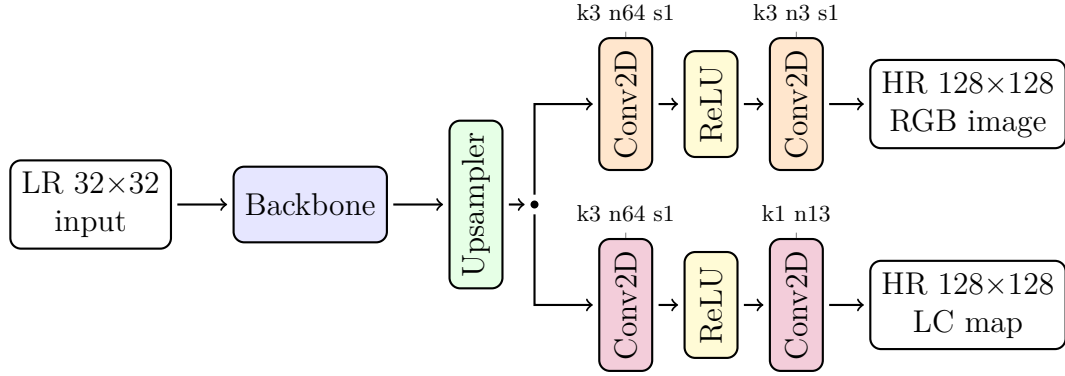 k3 n64 s1
k3 n3 s1
Conv2D
ReLU
Conv2D
HR 128×128
RGB image
LR 32×32
input
Backbone
Upsampler
k3 n64 s1
k1 n13
Conv2D
ReLU
Conv2D
HR 128×128
LC map